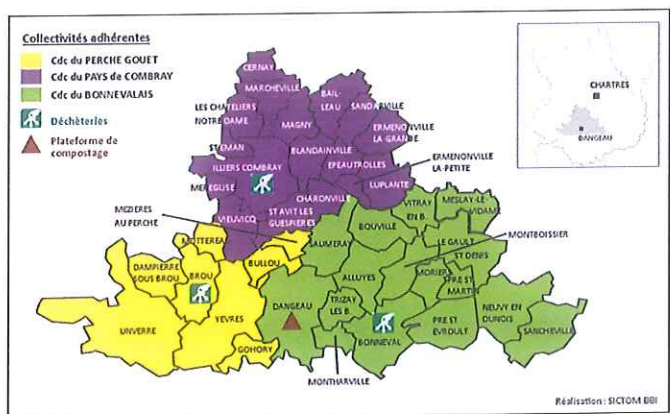 Collectivités adhérentes
Cdc du PERCHE GOUET
Cdc du PAYS de COMBRAY
Cdc du BONNEVALAIS
Déchèteries
Plateforme de
compostage
CERNAY
MARCHEVILLE
BAIL-
LEAU
SANDARVILLE
LES CHATELIERS
NOTRE DAME
MAGNY
ERMENONVILLE
LA GRANDE
ST EMAN
BLANDAINVILLE
ILLIERS COMBRAY
EPEAUTROLLES
ERMENONVILLE
LA-PETITE
MEREGLISE
LUPLANTE
CHARONVILLE
VIEUVICQ
ST AVIT LES
GUESPIERES
MEZIERES
AU PERCHE
VITRAY
EN B.
MESLAY-LE-
VIDAME
BOUVILLE
MONTBOISSIER
MOTTEREA
SAUMERAY
LE GAULT
ST DENIS
BULLOU
DAMPIERRE
SOUS BROU
BROU
ALLUYES
MORIERS
PRE ST
MARTIN
DANGEAU
TRIZAY
LES B.
NEUVY EN
DUNOIS
UNVERRE
YEVRES
BONNEVAL
PRE ST
EVROULT
SANCHEVILLE
GOHORY
MONTHARVILLE
CHARTRES
DANGEAU
Réalisation : SICTOM BBI